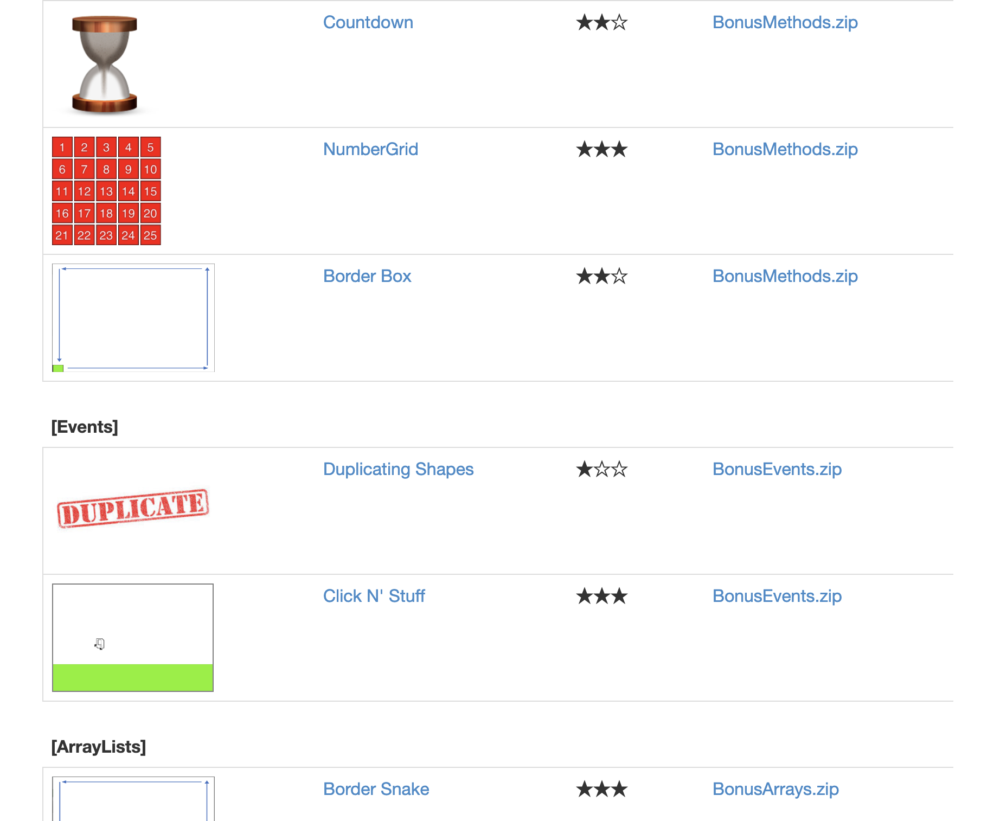 Countdown ★★☆ BonusMethods.zip
NumberGrid ★★★ BonusMethods.zip
1 2 3 4 5
6 7 8 9 10
11 12 13 14 15
16 17 18 19 20
21 22 23 24 25
Border Box ★★☆ BonusMethods.zip
[Events]
Duplicating Shapes ★☆☆ BonusEvents.zip
DUPLICATE
Click N' Stuff ★★★ BonusEvents.zip
[ArrayLists]
Border Snake ★★★ BonusArrays.zip